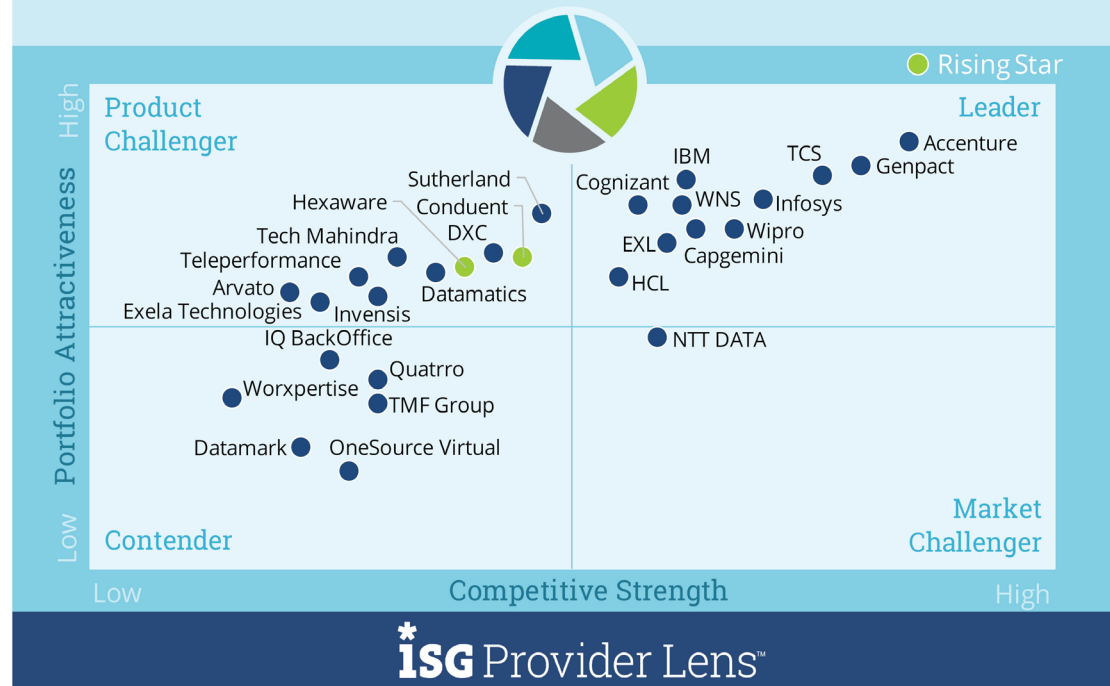 Rising Star
High
Product
Challenger
Leader
Accenture
IBM
TCS
Genpact
Sutherland
Cognizant
Hexaware
Conduent
WNS
Infosys
Tech Mahindra
DXC
EXL
Wipro
Capgemini
Teleperformance
Arvato
Datamatics
HCL
Exela Technologies
Invensis
IQ BackOffice
NTT DATA
Quatrro
Worxpertise
TMF Group
Datamark
OneSource Virtual
Portfolio Attractiveness
Low
Contender
Market
Challenger
Low
Competitive Strength
High
*iSG Provider Lens™